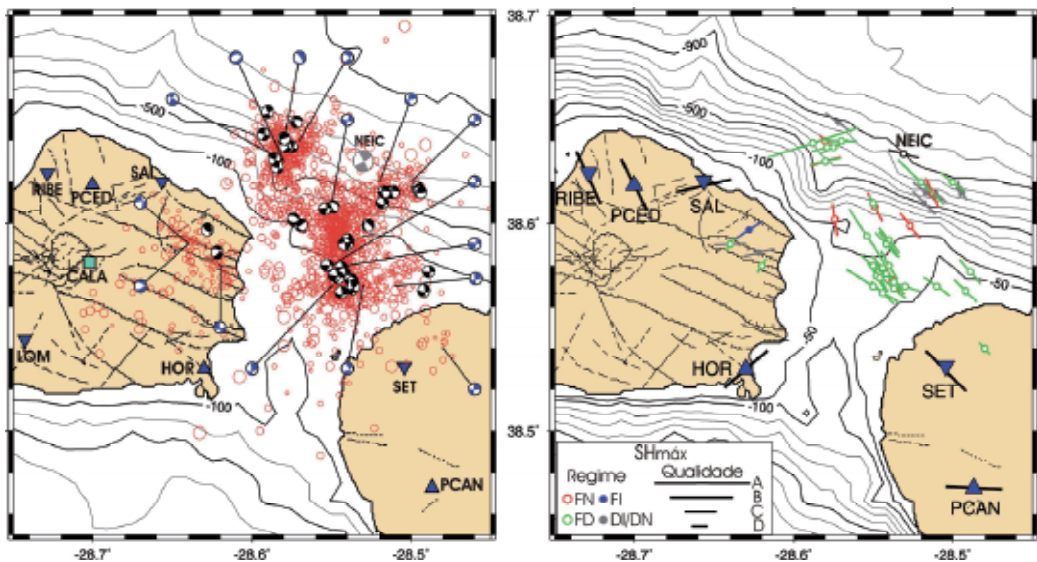 38.7°
38.6°
38.5°
-28.7°
-28.6°
-28.5°
-500
-100
NEIC
RIBE
PCED
SAL
CALA
LOM
HOR
-100
SET
PCAN
-50
-900
-500
-100
NEIC
RIBE
PCED
SAL
-50
-50
HOR
-100
SET
PCAN
SHmáx
Regime
Qualidade
A
B
C
D
FN
FI
FD
DI/DN
-28.7°
-28.6°
-28.5°